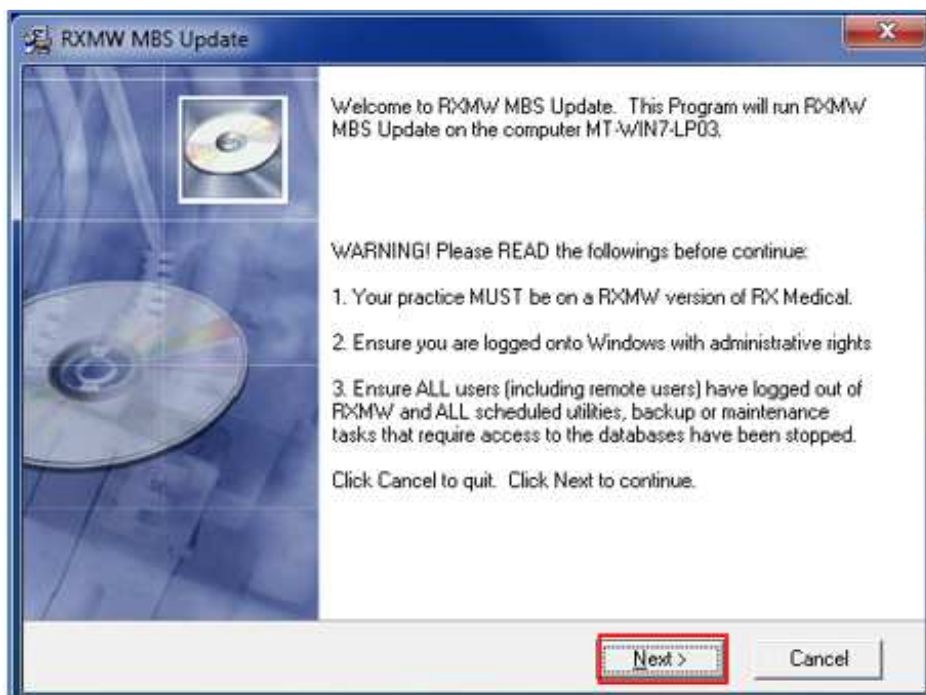 RXMW MBS Update
Welcome to RXMW MBS Update. This Program will run RXMW
MBS Update on the computer MT-WIN7-LP03.
WARNING! Please READ the followings before continue:
1. Your practice MUST be on a RXMW version of RX Medical.
2. Ensure you are logged onto Windows with administrative rights
3. Ensure ALL users (including remote users) have logged out of
RXMW and ALL scheduled utilities, backup or maintenance
tasks that require access to the databases have been stopped.
Click Cancel to quit. Click Next to continue.
Next >
Cancel